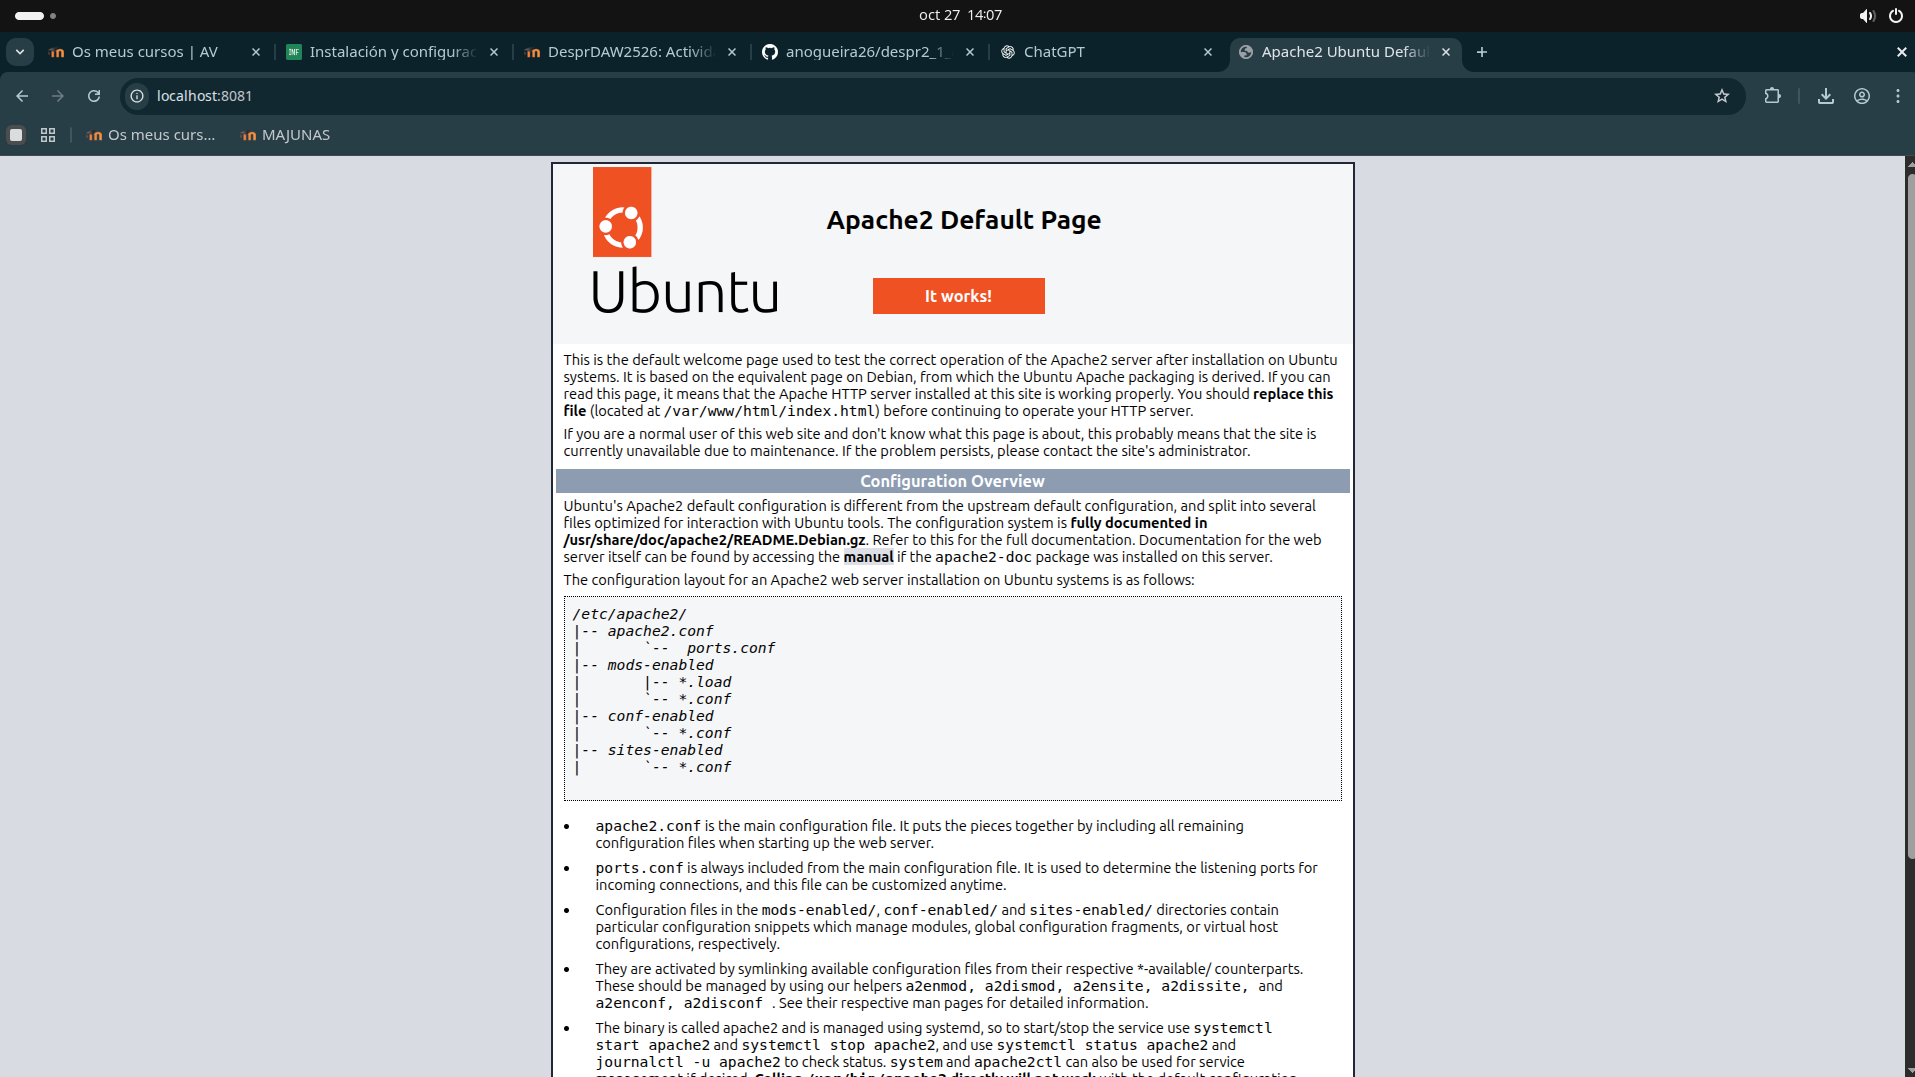 oct 27 14:07
Os meus cursos | AV
Instalación y configurac
DesprDAW2526: Activid
anogueira26/despr2_1_
ChatGPT
Apache2 Ubuntu Defau
localhost:8081
Os meus curs...
MAJUNAS
Apache2 Default Page
Ubuntu
It works!
This is the default welcome page used to test the correct operation of the Apache2 server after installation on Ubuntu
systems. It is based on the equivalent page on Debian, from which the Ubuntu Apache packaging is derived. If you can
read this page, it means that the Apache HTTP server installed at this site is working properly. You should replace this
file (located at /var/www/html/index.html) before continuing to operate your HTTP server.
If you are a normal user of this web site and don't know what this page is about, this probably means that the site is
currently unavailable due to maintenance. If the problem persists, please contact the site's administrator.
Configuration Overview
Ubuntu's Apache2 default configuration is different from the upstream default configuration, and split into several
files optimized for interaction with Ubuntu tools. The configuration system is fully documented in
/usr/share/doc/apache2/README.Debian.gz. Refer to this for the full documentation. Documentation for the web
server itself can be found by accessing the manual if the apache2-doc package was installed on this server.
The configuration layout for an Apache2 web server installation on Ubuntu systems is as follows:
/etc/apache2/
|-- apache2.conf
|       `--  ports.conf
|-- mods-enabled
|       |-- *.load
|       `-- *.conf
|-- conf-enabled
|       `-- *.conf
|-- sites-enabled
|       `-- *.conf
• apache2.conf is the main configuration file. It puts the pieces together by including all remaining
configuration files when starting up the web server.
• ports.conf is always included from the main configuration file. It is used to determine the listening ports for
incoming connections, and this file can be customized anytime.
• Configuration files in the mods-enabled/, conf-enabled/ and sites-enabled/ directories contain
particular configuration snippets which manage modules, global configuration fragments, or virtual host
configurations, respectively.
• They are activated by symlinking available configuration files from their respective *-available/ counterparts.
These should be managed by using our helpers a2enmod, a2dismod, a2ensite, a2dissite, and
a2enconf, a2disconf . See their respective man pages for detailed information.
• The binary is called apache2 and is managed using systemd, so to start/stop the service use systemctl
start apache2 and systemctl stop apache2, and use systemctl status apache2 and
journalctl -u apache2 to check status. system and apache2ctl can also be used for service
if desired. Calling /usr/bin/apache2 directly will not work with the default configuration.